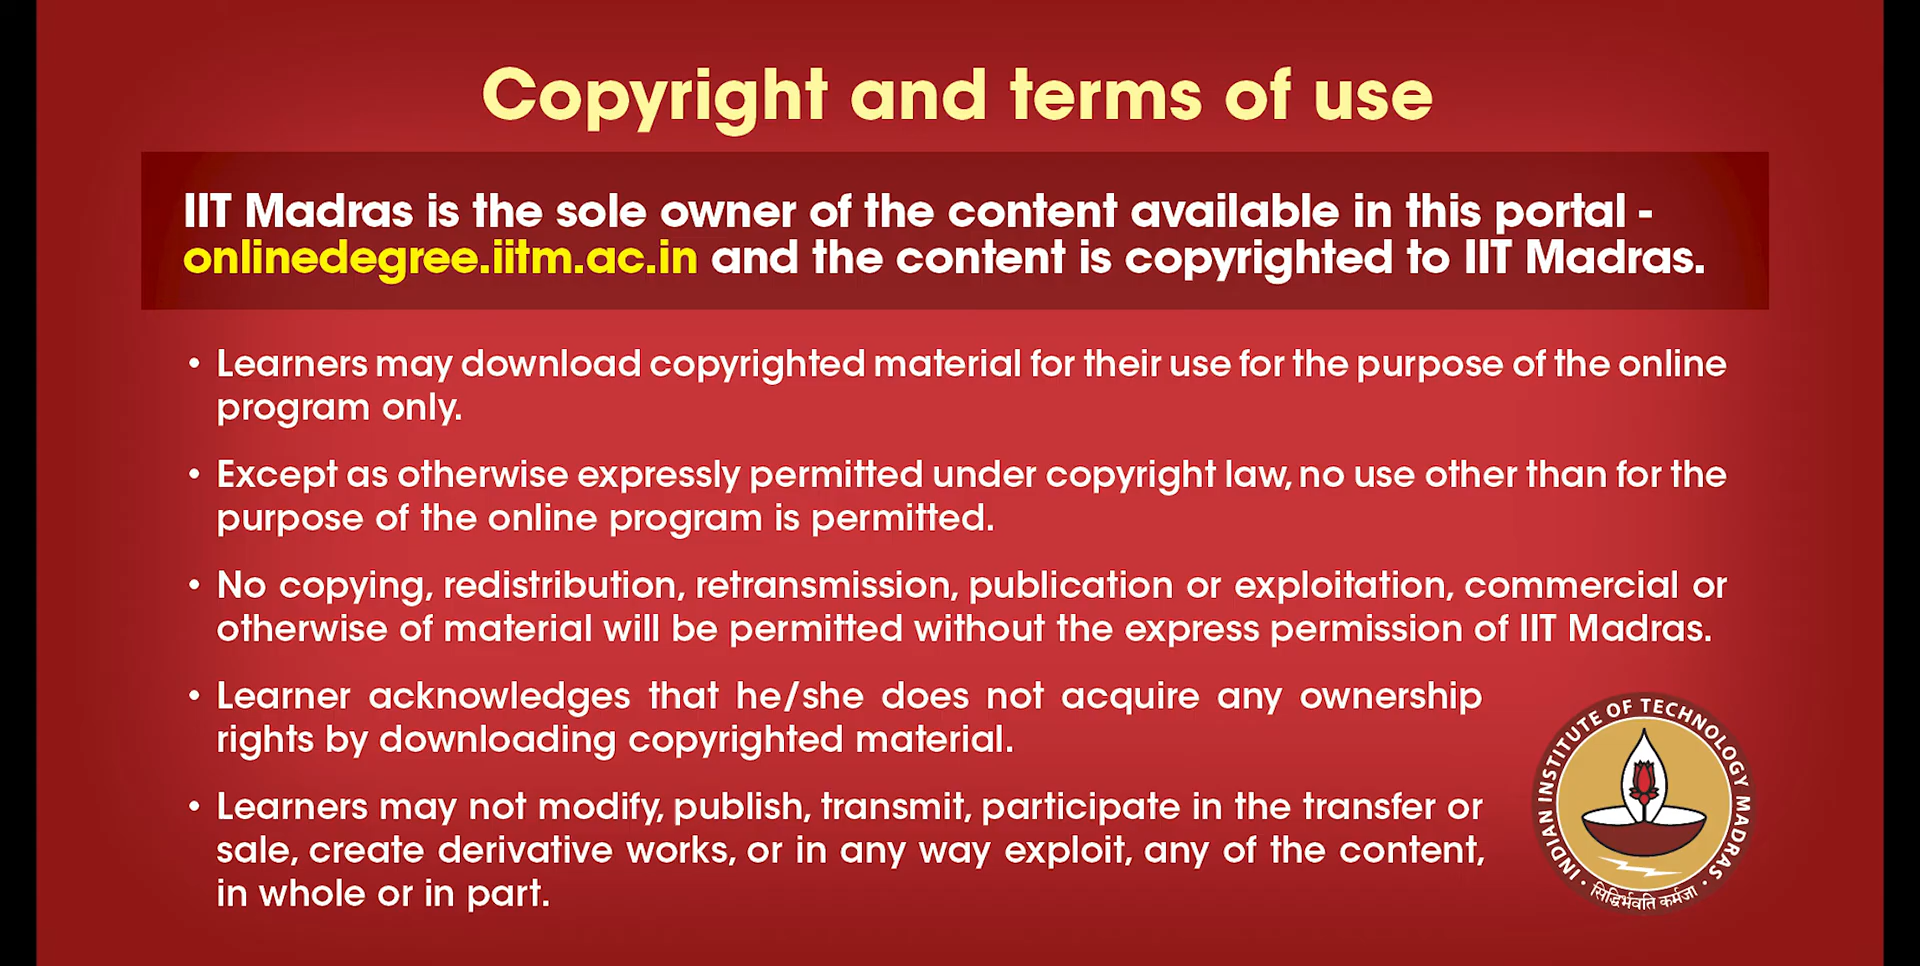 Copyright and terms of use
IIT Madras is the sole owner of the content available in this portal -
onlinedegree.iitm.ac.in and the content is copyrighted to IIT Madras.
• Learners may download copyrighted material for their use for the purpose of the online
program only.
• Except as otherwise expressly permitted under copyright law, no use other than for the
purpose of the online program is permitted.
• No copying, redistribution, retransmission, publication or exploitation, commercial or
otherwise of material will be permitted without the express permission of IIT Madras.
• Learner acknowledges that he/she does not acquire any ownership
rights by downloading copyrighted material.
• Learners may not modify, publish, transmit, participate in the transfer or
sale, create derivative works, or in any way exploit, any of the content,
in whole or in part.
INDIAN INSTITUTE OF TECHNOLOGY MADRAS
सिद्धिर्भवति कर्मजा